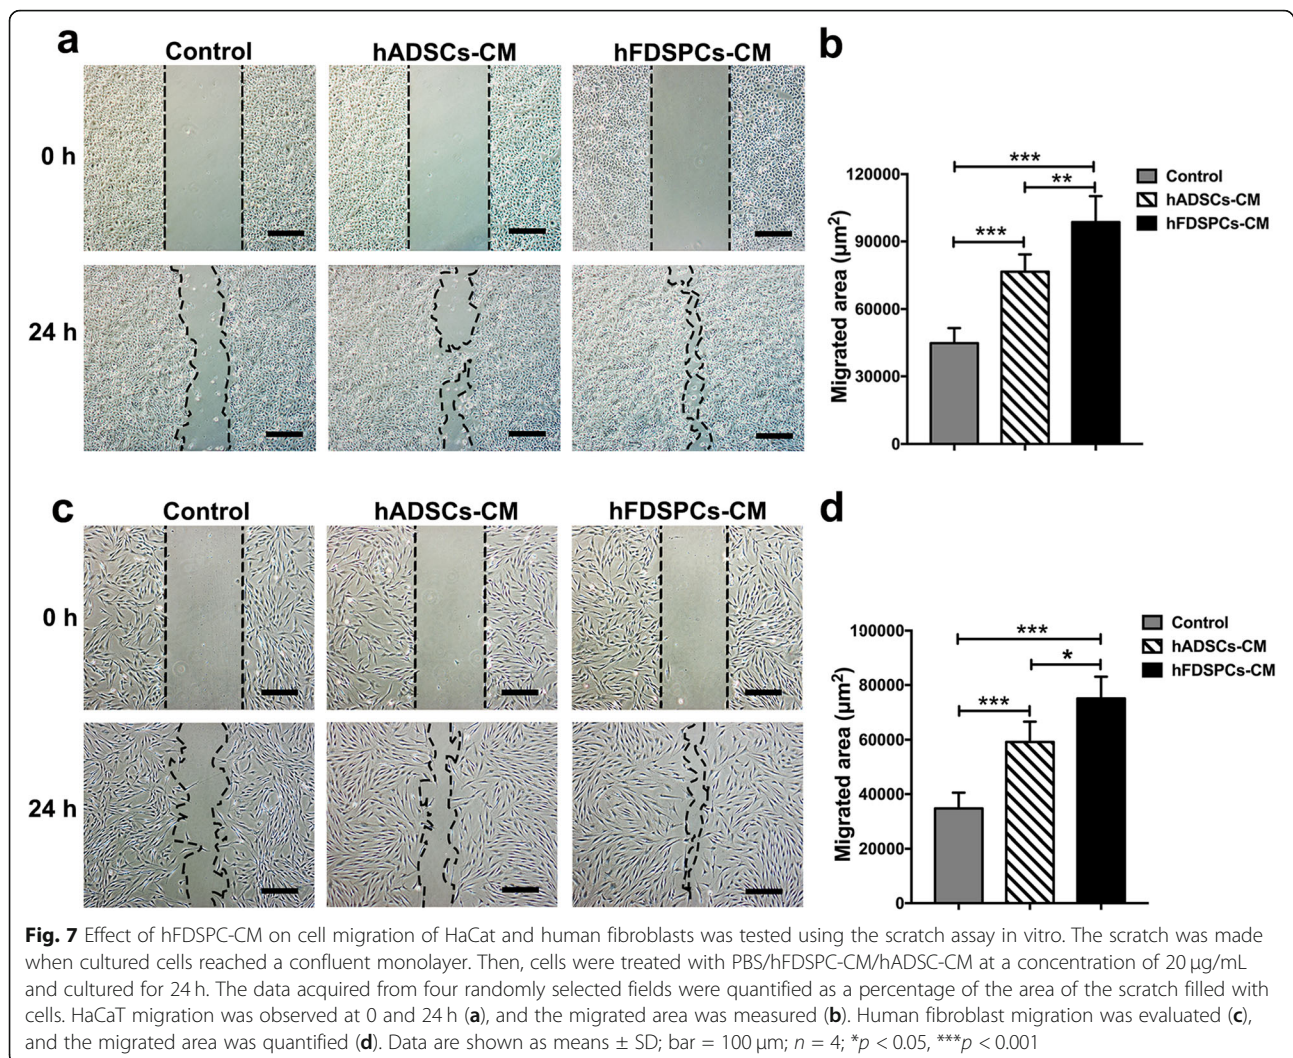 a
Control
hADSCs-CM
hFDSPCs-CM
0 h
24 h
b
Migrated area (µm²)
120000
90000
60000
30000
0
***
**
***
Control
hADSCs-CM
hFDSPCs-CM
c
Control
hADSCs-CM
hFDSPCs-CM
0 h
24 h
d
Migrated area (µm²)
100000
80000
60000
40000
20000
0
***
*
***
Control
hADSCs-CM
hFDSPCs-CM
Fig. 7 Effect of hFDSPC-CM on cell migration of HaCat and human fibroblasts was tested using the scratch assay in vitro. The scratch was made
when cultured cells reached a confluent monolayer. Then, cells were treated with PBS/hFDSPC-CM/hADSC-CM at a concentration of 20 µg/mL
and cultured for 24 h. The data acquired from four randomly selected fields were quantified as a percentage of the area of the scratch filled with
cells. HaCaT migration was observed at 0 and 24 h (a), and the migrated area was measured (b). Human fibroblast migration was evaluated (c),
and the migrated area was quantified (d). Data are shown as means ± SD; bar = 100 µm; n = 4; *p < 0.05, ***p < 0.001